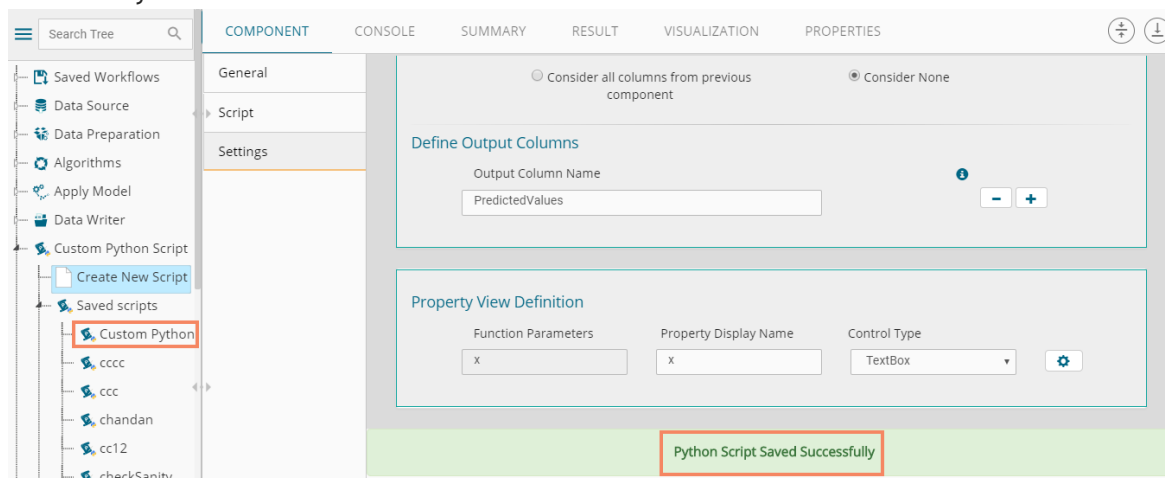 Search Tree
COMPONENT
CONSOLE
SUMMARY
RESULT
VISUALIZATION
PROPERTIES
Saved Workflows
Data Source
Data Preparation
Algorithms
Apply Model
Data Writer
Custom Python Script
Create New Script
Saved scripts
Custom Python
cccc
ccc
chandan
cc12
checkSanity
General
Script
Settings
Consider all columns from previous
component
Consider None
Define Output Columns
Output Column Name
PredictedValues
Property View Definition
Function Parameters
Property Display Name
Control Type
x
x
TextBox
Python Script Saved Successfully